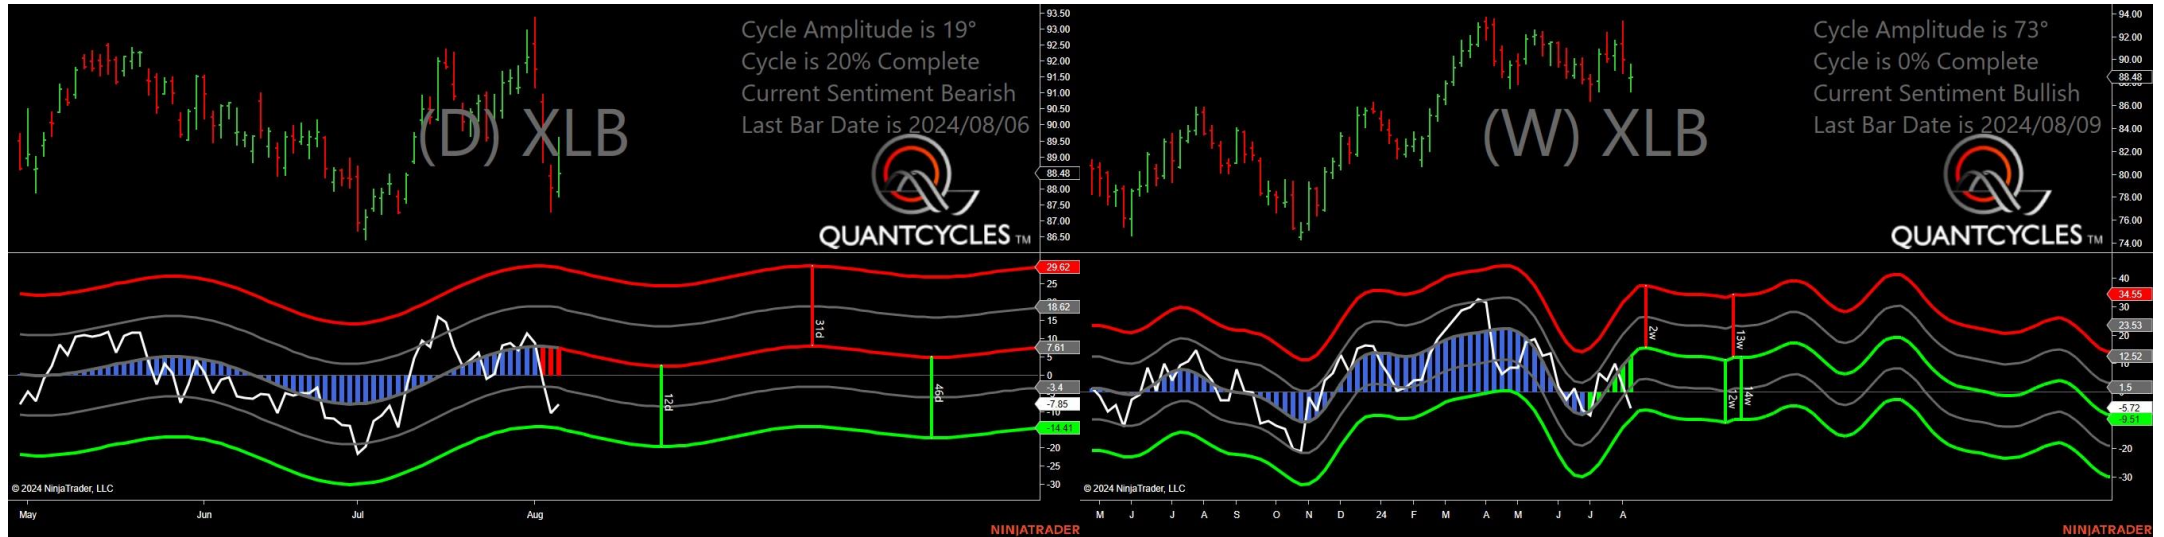 Cycle Amplitude is 19°
Cycle is 20% Complete
Current Sentiment Bearish
Last Bar Date is 2024/08/06
(D) XLB
QUANTCYCLES TM
93.50
93.00
92.50
92.00
91.50
91.00
90.50
90.00
89.50
89.00
88.48
88.00
87.50
87.00
86.50
29.62
25
18.62
15
10
7.61
5
0
-3.4
-7.85
-10
-14.41
-20
-25
-30
12d
31d
46d
© 2024 NinjaTrader, LLC
May
Jun
Jul
Aug
NINJATRADER
Cycle Amplitude is 73°
Cycle is 0% Complete
Current Sentiment Bullish
Last Bar Date is 2024/08/09
(W) XLB
QUANTCYCLES TM
94.00
92.00
90.00
88.48
86.00
84.00
82.00
80.00
78.00
76.00
74.00
40
34.55
30
23.53
20
12.52
10
1.5
-5.72
-9.51
-20
-30
2w
13w
12w
14w
© 2024 NinjaTrader, LLC
M
J
J
A
S
O
N
D
24
F
M
A
M
J
J
A
NINJATRADER